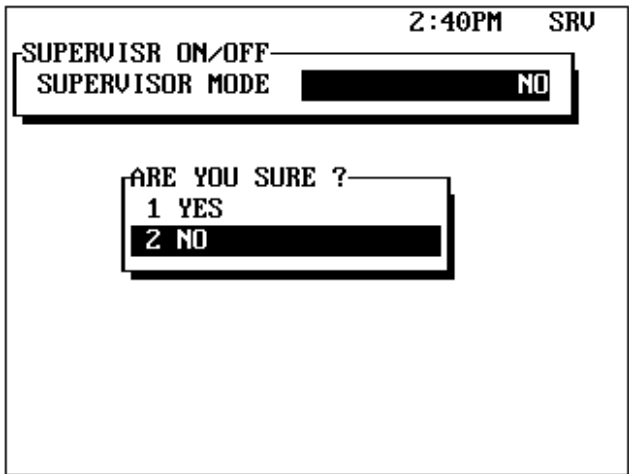 2:40PM SRV
SUPERVISR ON/OFF
SUPERVISOR MODE NO
ARE YOU SURE ?
1 YES
2 NO